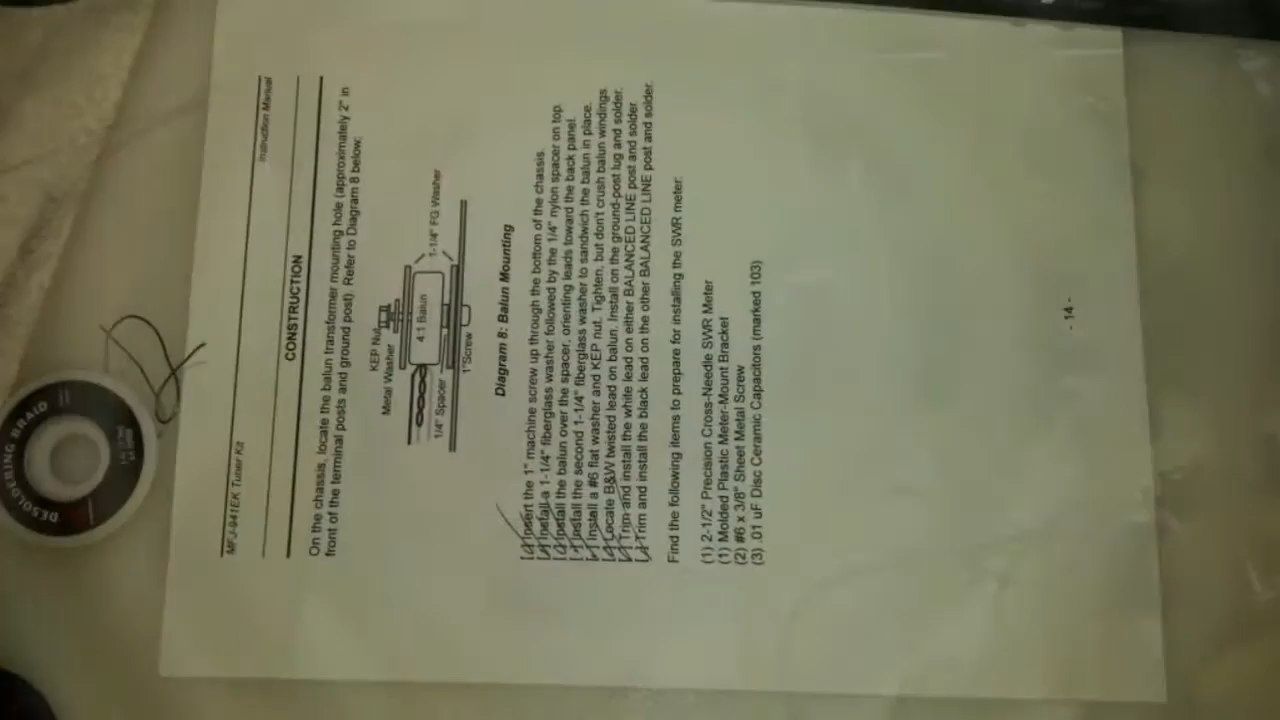 DESOLDERING BRAID
MFJ-941EK Tuner Kit
Instruction Manual
CONSTRUCTION
On the chassis, locate the balun transformer mounting hole (approximately 2" in
front of the terminal posts and ground post). Refer to Diagram 8 below:
KEP Nut
Metal Washer
4:1 Balun
1-1/4" FG Washer
1/4" Spacer
1"Screw
Diagram 8: Balun Mounting
[ ] Insert the 1" machine screw up through the bottom of the chassis.
[ ] Install a 1-1/4" fiberglass washer followed by the 1/4" nylon spacer on top.
[ ] Install the balun over the spacer, orienting leads toward the back panel.
[ ] Install the second 1-1/4" fiberglass washer to sandwich the balun in place.
[ ] Install a #6 flat washer and KEP nut. Tighten, but don't crush balun windings.
[ ] Locate B&W twisted lead on balun. Install on the ground-post lug and solder.
[ ] Trim and install the white lead on either BALANCED LINE post and solder.
[ ] Trim and install the black lead on the other BALANCED LINE post and solder.
Find the following items to prepare for installing the SWR meter:
(1) 2-1/2" Precision Cross-Needle SWR Meter
(1) Molded Plastic Meter-Mount Bracket
(2) #6 x 3/8" Sheet Metal Screw
(3) .01 uF Disc Ceramic Capacitors (marked 103)
- 14 -